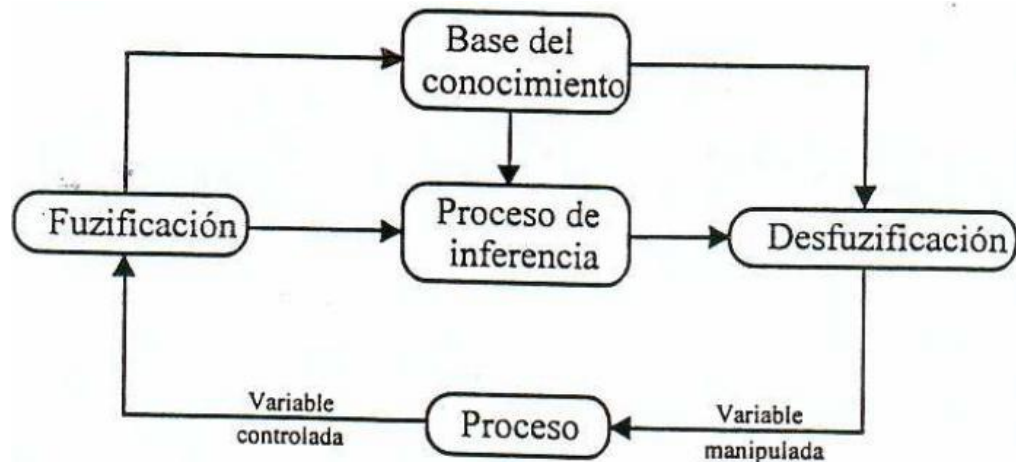 Base del
conocimiento
Fuzificación
Proceso de
inferencia
Desfuzificación
Variable
controlada
Proceso
Variable
manipulada